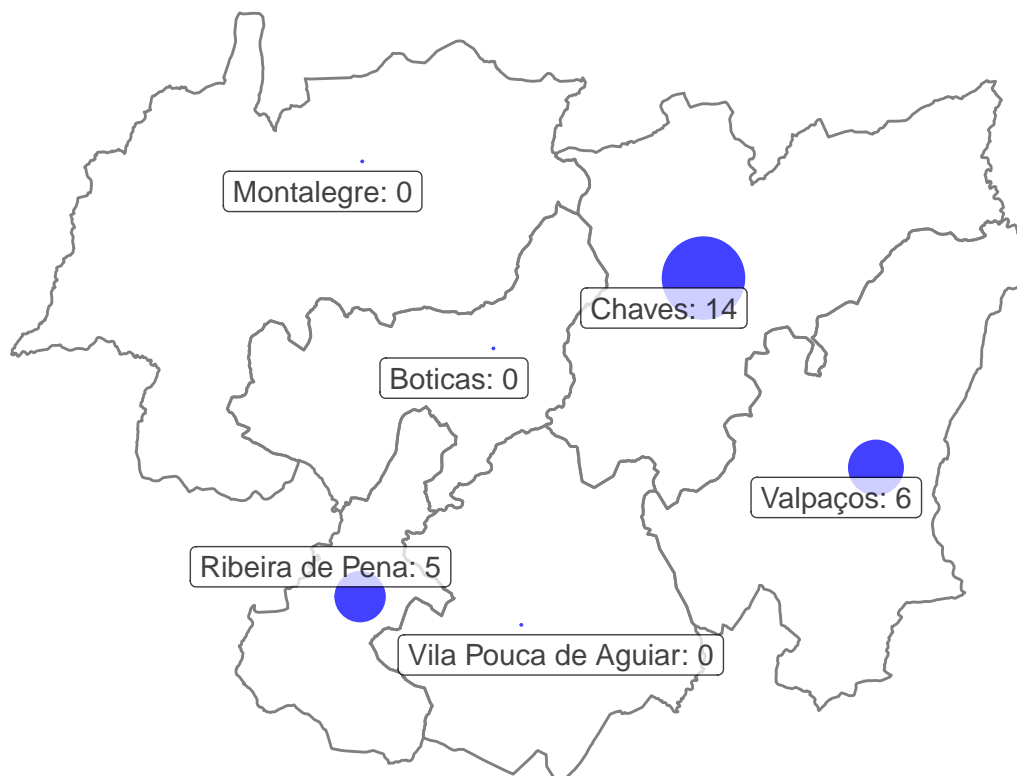 Montalegre: 0
Chaves: 14
Boticas: 0
Valpaços: 6
Ribeira de Pena: 5
Vila Pouca de Aguiar: 0